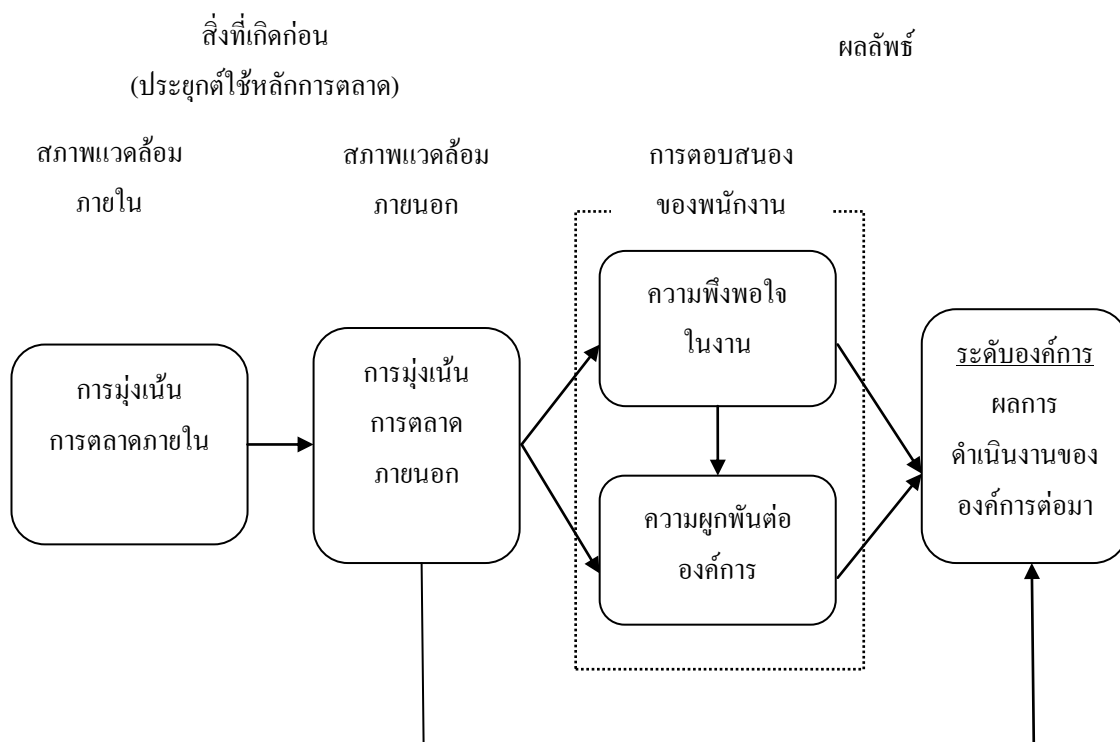 สิ่งที่เกิดก่อน
(ประยุกต์ใช้หลักการตลาด)
ผลลัพธ์
สภาพแวดล้อม
ภายใน
สภาพแวดล้อม
ภายนอก
การตอบสนอง
ของพนักงาน
การมุ่งเน้น
การตลาดภายใน
การมุ่งเน้น
การตลาด
ภายนอก
ความพึงพอใจ
ในงาน
ความผูกพันต่อ
องค์การ
ระดับองค์การ
ผลการ
ดำเนินงานของ
องค์การต่อมา